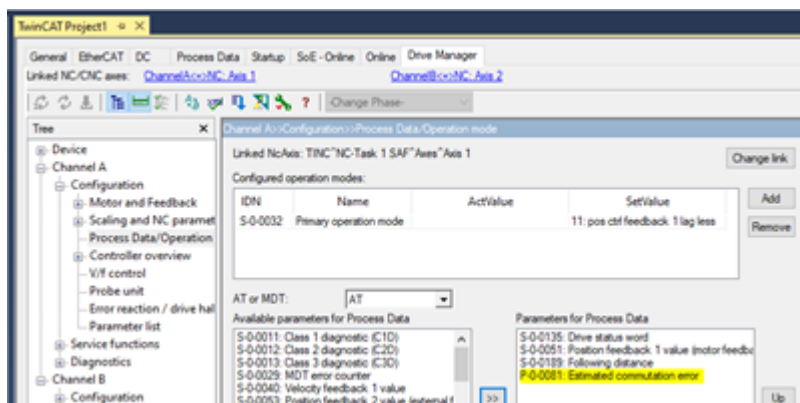 TwinCAT Project1
General EtherCAT DC Process Data Startup SoE - Online Online Drive Manager
Linked NC/CNC axes: ChannelA<=>NC: Axis 1 ChannelB<=>NC: Axis 2
? Change Phase-
Tree Channel A>>Configuration>>Process Data/Operation mode
Device
Channel A
Configuration
Motor and Feedback
Scaling and NC paramet
Process Data/Operation
Controller overview
V/f control
Probe unit
Error reaction / drive hal
Parameter list
Service functions
Diagnostics
Channel B
Configuration
Linked NcAxis: TINC^NC-Task 1 SAF^Axes^Axis 1
Change link
Configured operation modes:
IDN Name ActValue SetValue
S-0-0032 Primary operation mode 11: pos ctrl feedback 1 lag less
Add
Remove
AT or MDT: AT
Available parameters for Process Data
S-0-0011: Class 1 diagnostic (C1D)
S-0-0012: Class 2 diagnostic (C2D)
S-0-0013: Class 3 diagnostic (C3D)
S-0-0029: MDT error counter
S-0-0040: Velocity feedback 1 value
S-0-0053: Position feedback 2 value (external f
>>
Parameters for Process Data
S-0-0135: Drive status word
S-0-0051: Position feedback 1 value (motor feedba
S-0-0189: Following distance
P-0-0081: Estimated commutation error
Up